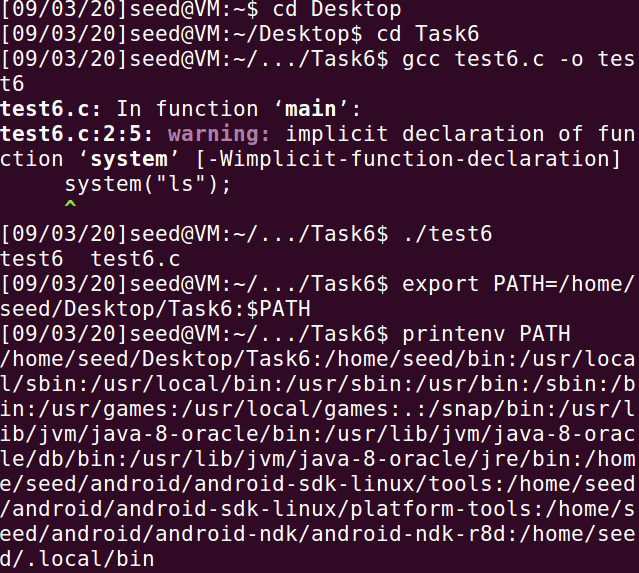 [09/03/20]seed@VM:~$ cd Desktop
[09/03/20]seed@VM:~/Desktop$ cd Task6
[09/03/20]seed@VM:~/.../Task6$ gcc test6.c -o tes
t6
test6.c: In function ‘main’:
test6.c:2:5: warning: implicit declaration of fun
ction ‘system’ [-Wimplicit-function-declaration]
     system("ls");
     ^
[09/03/20]seed@VM:~/.../Task6$ ./test6
test6  test6.c
[09/03/20]seed@VM:~/.../Task6$ export PATH=/home/
seed/Desktop/Task6:$PATH
[09/03/20]seed@VM:~/.../Task6$ printenv PATH
/home/seed/Desktop/Task6:/home/seed/bin:/usr/loca
l/sbin:/usr/local/bin:/usr/sbin:/usr/bin:/sbin:/b
in:/usr/games:/usr/local/games:.:/snap/bin:/usr/l
ib/jvm/java-8-oracle/bin:/usr/lib/jvm/java-8-orac
le/db/bin:/usr/lib/jvm/java-8-oracle/jre/bin:/hom
e/seed/android/android-sdk-linux/tools:/home/seed
/android/android-sdk-linux/platform-tools:/home/s
eed/android/android-ndk/android-ndk-r8d:/home/see
d/.local/bin